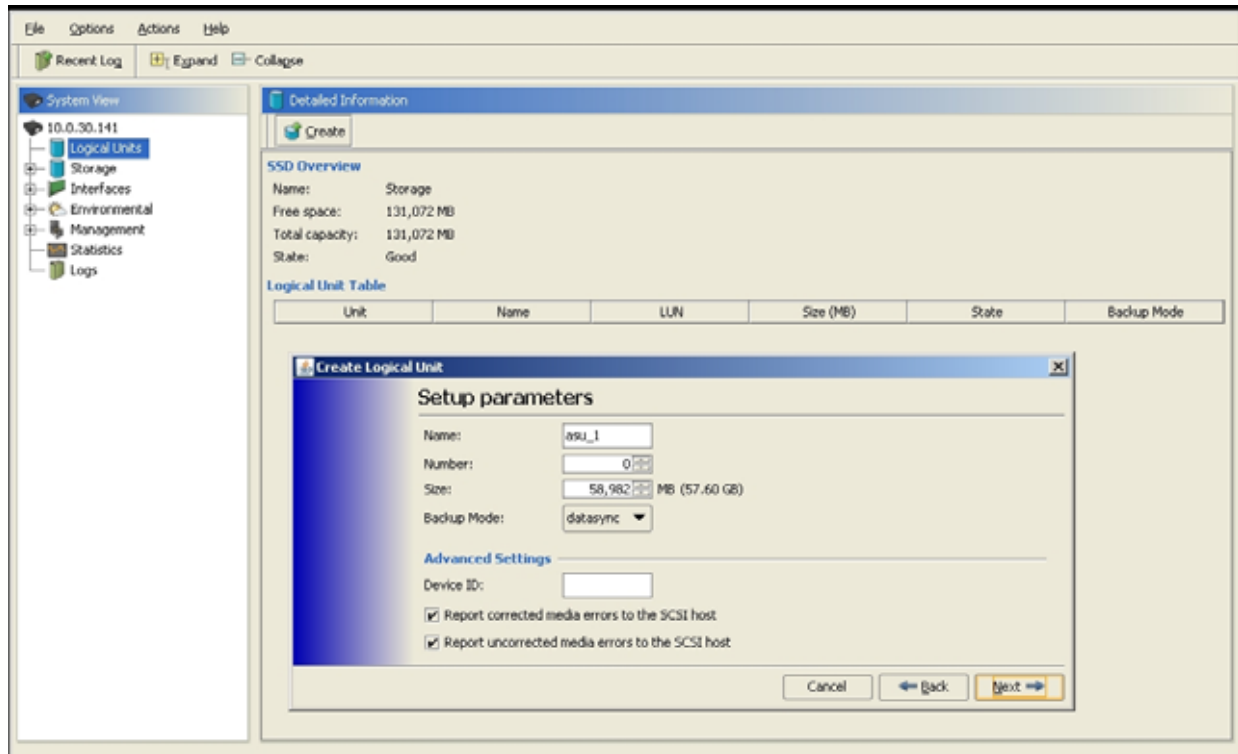 File Options Actions Help
Recent Log Expand Collapse
System View
10.0.30.141
Logical Units
Storage
Interfaces
Environmental
Management
Statistics
Logs
Detailed Information
Create
SSD Overview
Name: Storage
Free space: 131,072 MB
Total capacity: 131,072 MB
State: Good
Logical Unit Table
Unit Name LUN Size (MB) State Backup Mode
Create Logical Unit
Setup parameters
Name: asu_1
Number: 0
Size: 58,982 MB (57.60 GB)
Backup Mode: datasync
Advanced Settings
Device ID:
Report corrected media errors to the SCSI host
Report uncorrected media errors to the SCSI host
Cancel Back Next